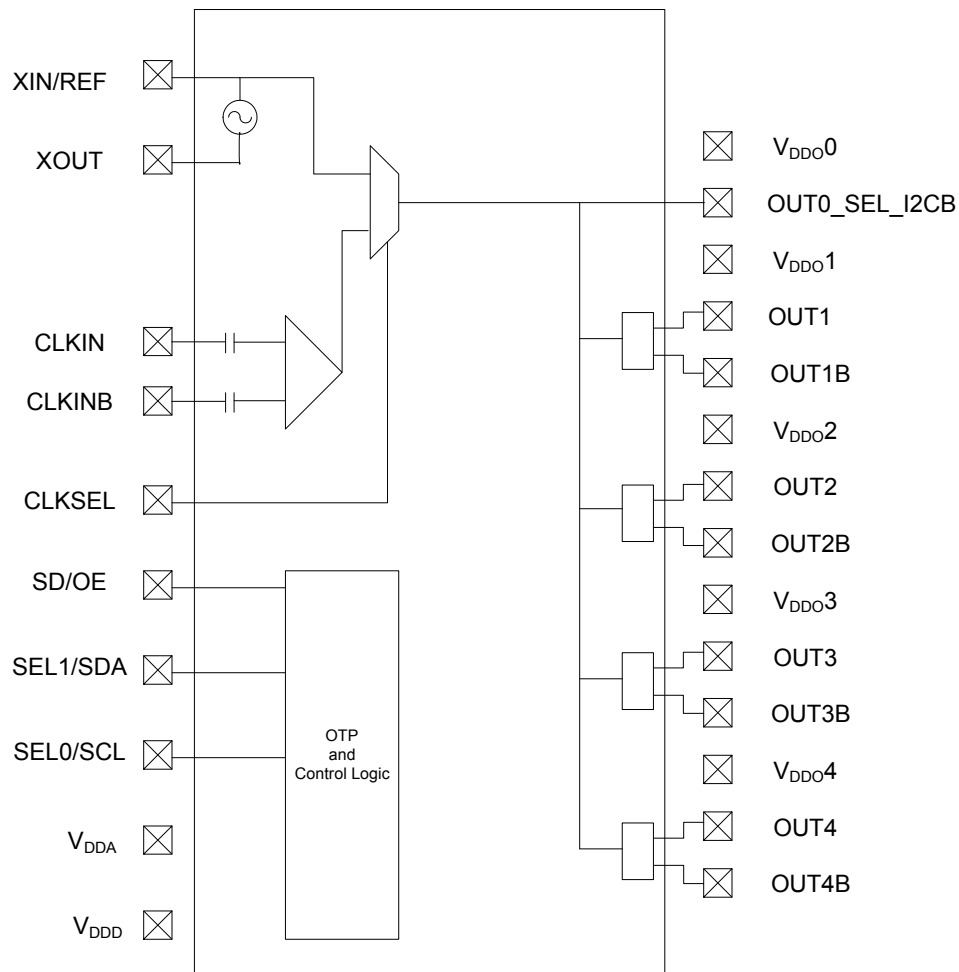 XIN/REF
XOUT
CLKIN
CLKINB
CLKSEL
SD/OE
SEL1/SDA
SEL0/SCL
VDDA
VDDD
OTP
and
Control Logic
VDDO0
OUT0_SEL_I2CB
VDDO1
OUT1
OUT1B
VDDO2
OUT2
OUT2B
VDDO3
OUT3
OUT3B
VDDO4
OUT4
OUT4B